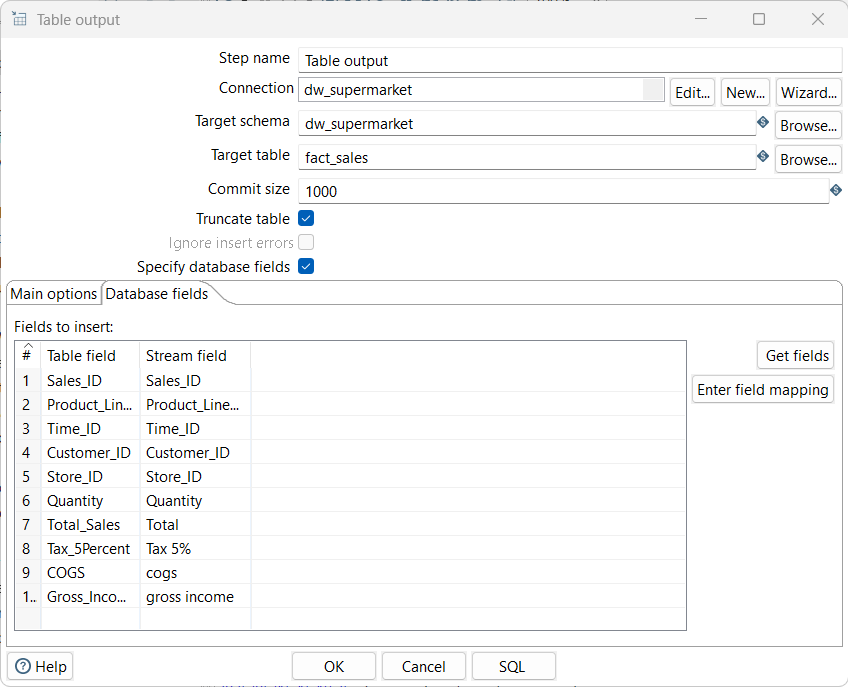 Table output
Step name Table output
Connection dw_supermarket Edit... New... Wizard...
Target schema dw_supermarket Browse...
Target table fact_sales Browse...
Commit size 1000
Truncate table
Ignore insert errors
Specify database fields
Main options Database fields
Fields to insert:
# Table field Stream field
Get fields
1 Sales_ID Sales_ID
Enter field mapping
2 Product_Lin... Product_Line...
3 Time_ID Time_ID
4 Customer_ID Customer_ID
5 Store_ID Store_ID
6 Quantity Quantity
7 Total_Sales Total
8 Tax_5Percent Tax 5%
9 COGS cogs
1.. Gross_Inco... gross income
Help OK Cancel SQL